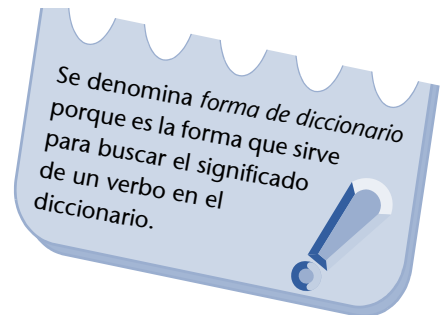 Se denomina forma de diccionario
porque es la forma que sirve
para buscar el significado
de un verbo en el
diccionario.